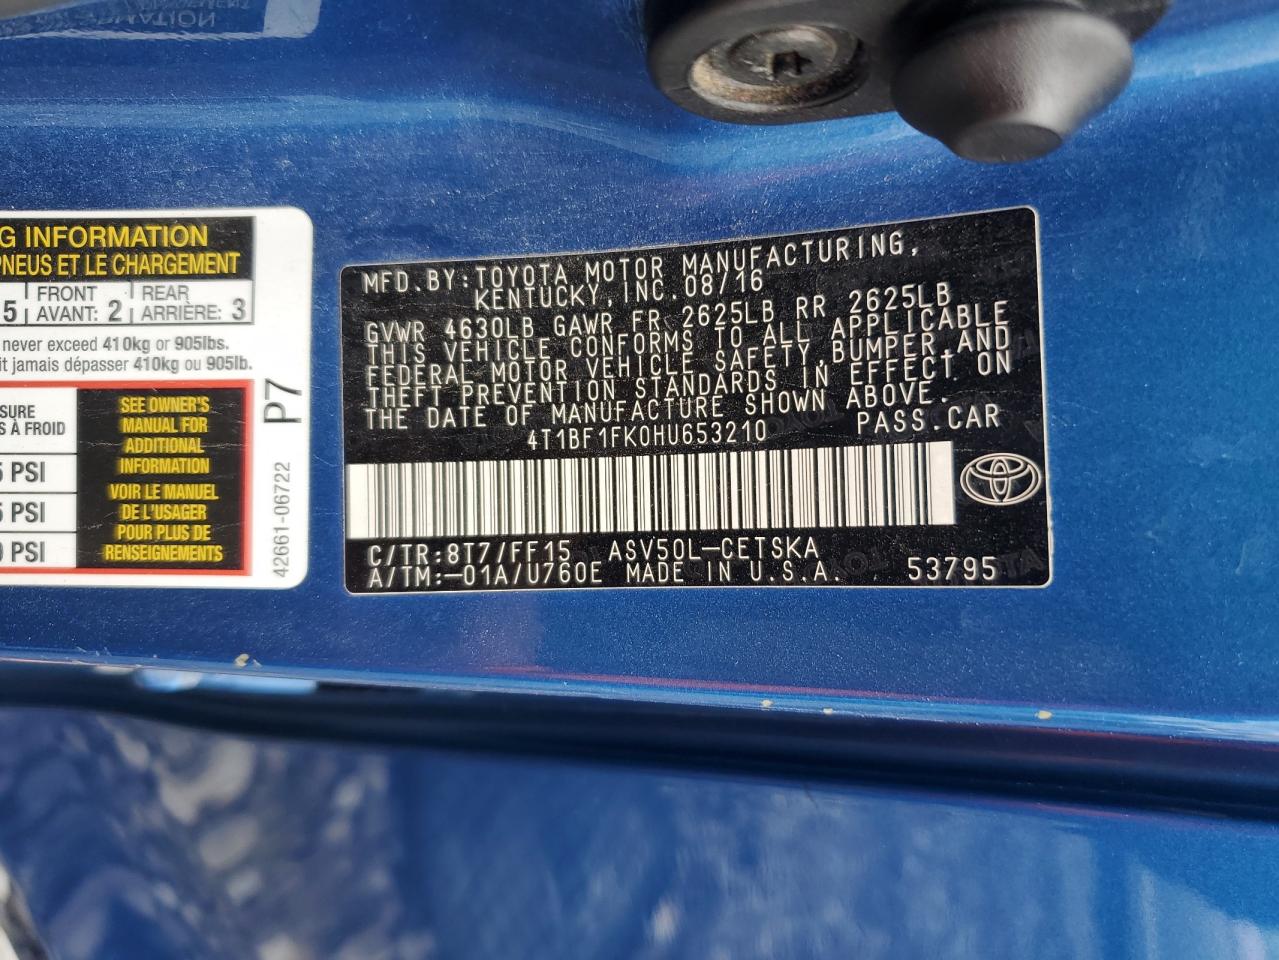 G INFORMATION
PNEUS ET LE CHARGEMENT
5 FRONT AVANT: 2 REAR ARRIÈRE: 3
never exceed 410kg or 905lbs.
it jamais dépasser 410kg ou 905lb.
SURE
S À FROID
5 PSI
5 PSI
0 PSI
SEE OWNER'S
MANUAL FOR
ADDITIONAL
INFORMATION
VOIR LE MANUEL
DE L'USAGER
POUR PLUS DE
RENSEIGNEMENTS
P7
42661-06722
MFD.BY:TOYOTA MOTOR MANUFACTURING,
KENTUCKY,INC.08/16
GVWR 4630LB GAWR FR 2625LB RR 2625LB
THIS VEHICLE CONFORMS TO ALL APPLICABLE
FEDERAL MOTOR VEHICLE SAFETY,BUMPER,AND
THEFT PREVENTION STANDARDS IN EFFECT ON
THE DATE OF MANUFACTURE SHOWN ABOVE.
4T1BF1FK0HU653210 PASS.CAR
C/TR:8T7/FF15 ASV50L-CETSKA
A/TM:-01A/U760E MADE IN U.S.A. 53795